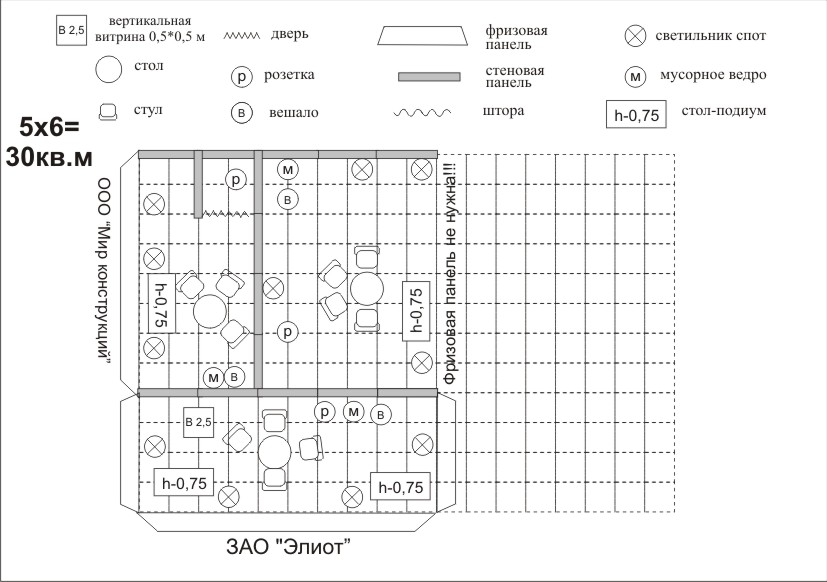 В 2,5
вертикальная
витрина 0,5*0,5 м
дверь
фризовая
панель
светильник спот
стол
р
розетка
стеновая
панель
м
мусорное ведро
стул
в
вешало
штора
h-0,75
стол-подиум
5х6=
30кв.м
ООО "Мир конструкций"
р
м
в
Фризовая панель не нужна!!!
h-0,75
h-0,75
р
м
в
В 2,5
р
м
в
h-0,75
h-0,75
ЗАО "Элиот"